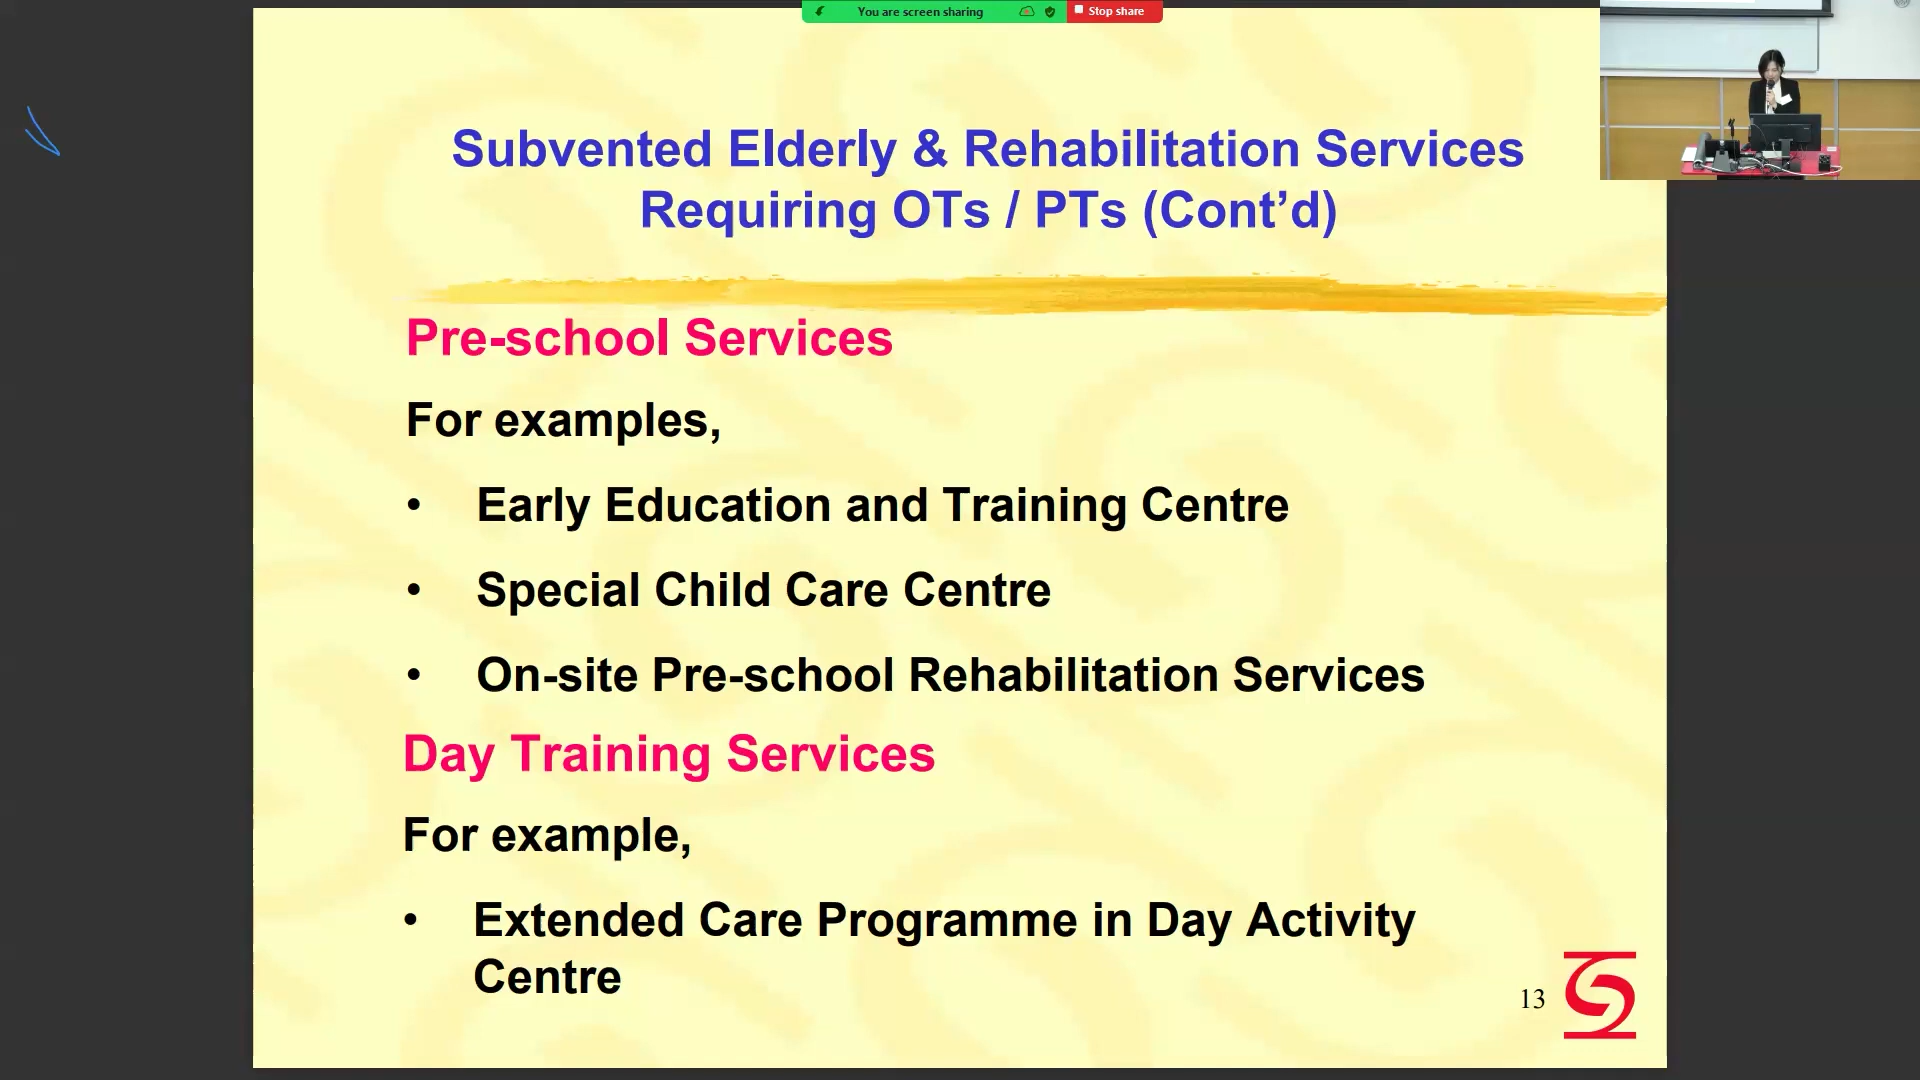 You are screen sharing
Stop share
Subvented Elderly & Rehabilitation Services
Requiring OTs / PTs (Cont’d)
Pre-school Services
For examples,
• Early Education and Training Centre
• Special Child Care Centre
• On-site Pre-school Rehabilitation Services
Day Training Services
For example,
• Extended Care Programme in Day Activity
Centre
13